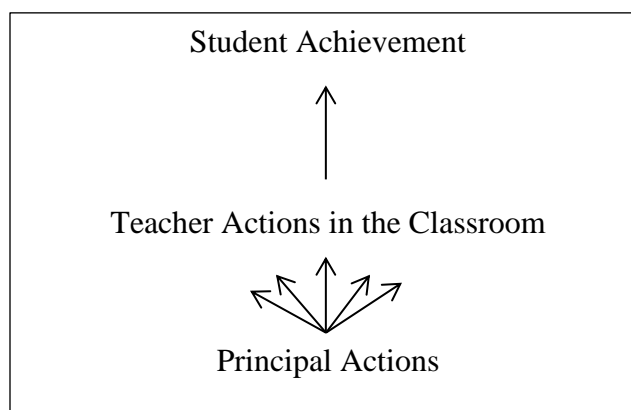 Student Achievement
Teacher Actions in the Classroom
Principal Actions